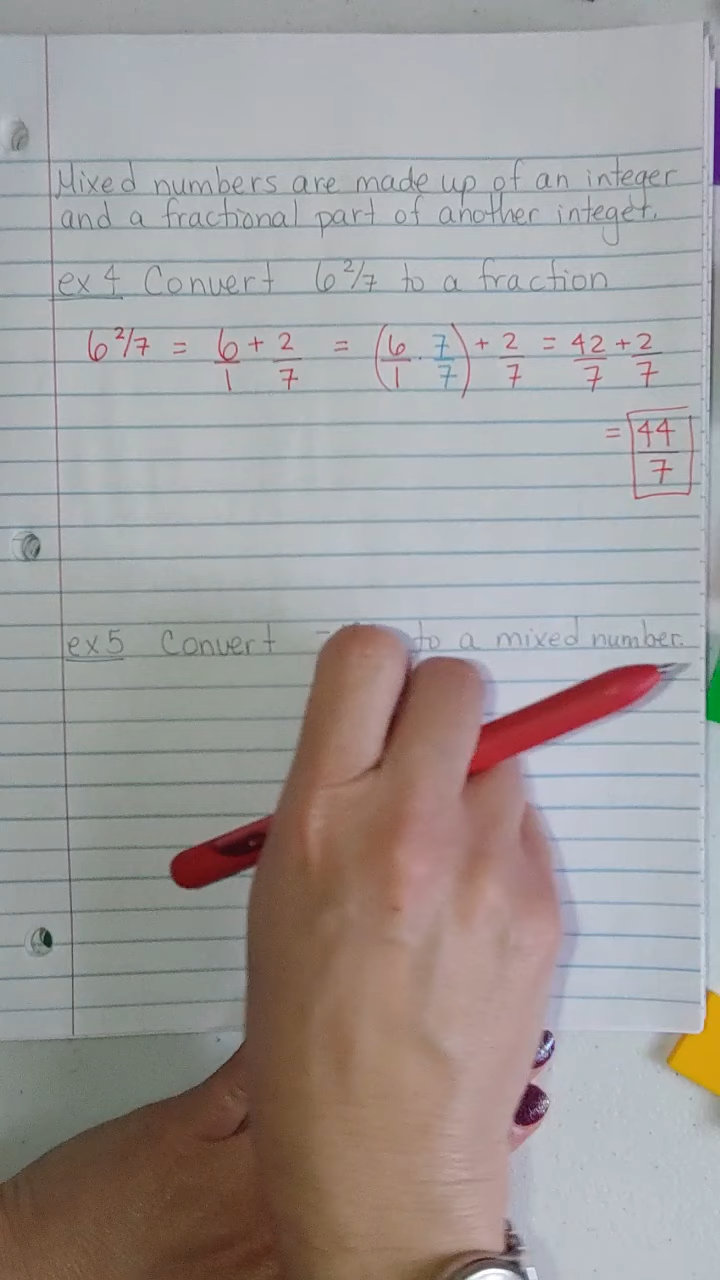 Mixed numbers are made up of an integer
and a fractional part of another integer.
ex 4 Convert 6 2/7 to a fraction
6 2/7 = 6/1 + 2/7 = (6/1 · 7/7) + 2/7 = 42/7 + 2/7
= 44/7
ex 5 Convert to a mixed number.